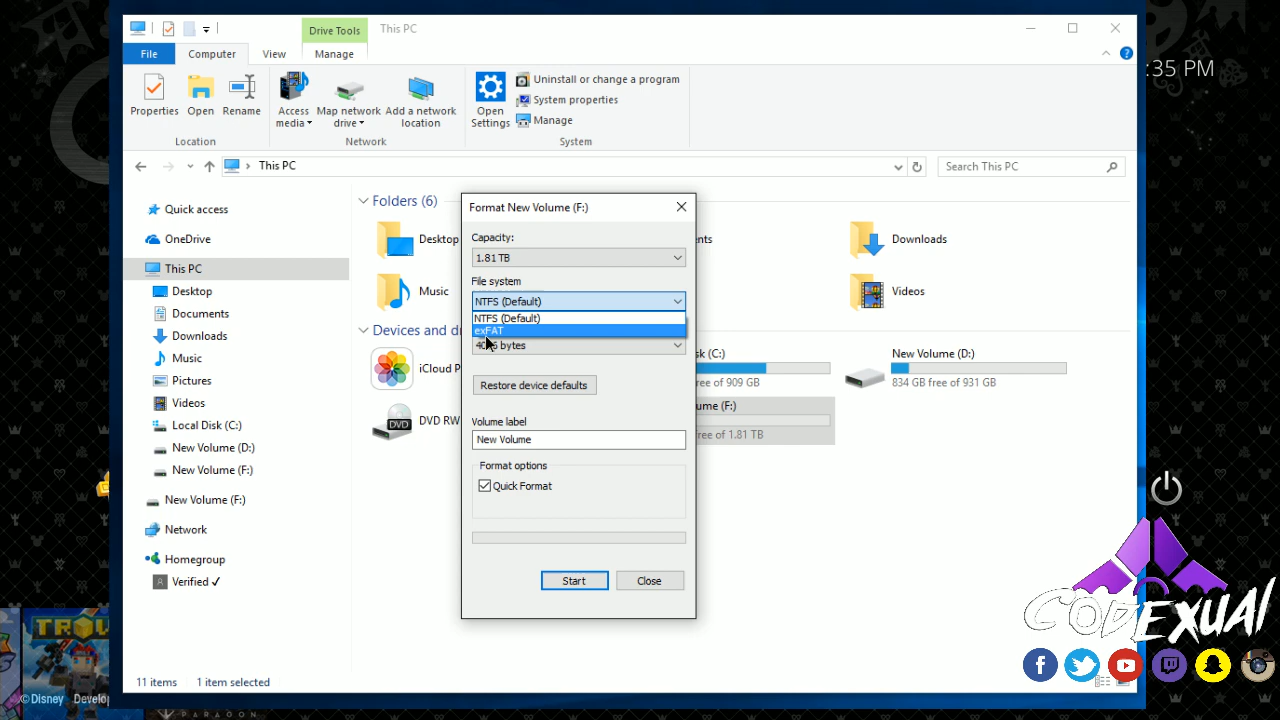 Drive Tools
This PC
File
Computer
View
Manage
:35 PM
Properties
Open
Rename
Access media
Map network drive
Add a network location
Open Settings
Uninstall or change a program
System properties
Manage
Location
Network
System
This PC
Search This PC
Quick access
OneDrive
This PC
Desktop
Documents
Downloads
Music
Pictures
Videos
Local Disk (C:)
New Volume (D:)
New Volume (F:)
New Volume (F:)
Network
Homegroup
Verified ✓
Folders (6)
Desktop
ents
Downloads
Music
Videos
Devices and d
iCloud P
k (C:)
free of 909 GB
New Volume (D:)
834 GB free of 931 GB
DVD RW
ume (F:)
free of 1.81 TB
Format New Volume (F:)
Capacity:
1.81 TB
File system
NTFS (Default)
NTFS (Default)
exFAT
bytes
Restore device defaults
Volume label
New Volume
Format options
Quick Format
Start
Close
11 items
1 item selected
CODEXUAL
TRO
©Disney
Develo
PARAGON